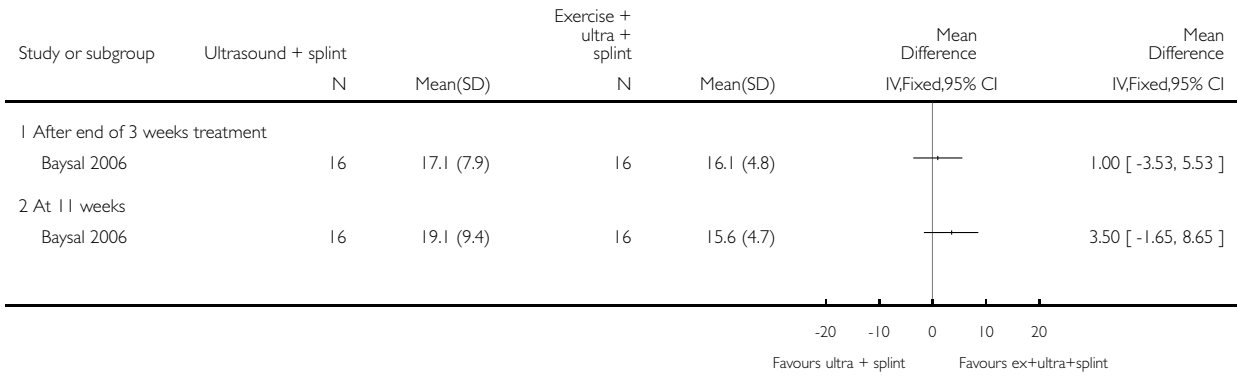 Exercise +
ultra +
splint
Study or subgroup Ultrasound + splint Mean Difference Mean Difference
N Mean(SD) N Mean(SD) IV,Fixed,95% CI IV,Fixed,95% CI
1 After end of 3 weeks treatment
Baysal 2006 16 17.1 (7.9) 16 16.1 (4.8) 1.00 [ -3.53, 5.53 ]
2 At 11 weeks
Baysal 2006 16 19.1 (9.4) 16 15.6 (4.7) 3.50 [ -1.65, 8.65 ]
-20 -10 0 10 20
Favours ultra + splint Favours ex+ultra+splint